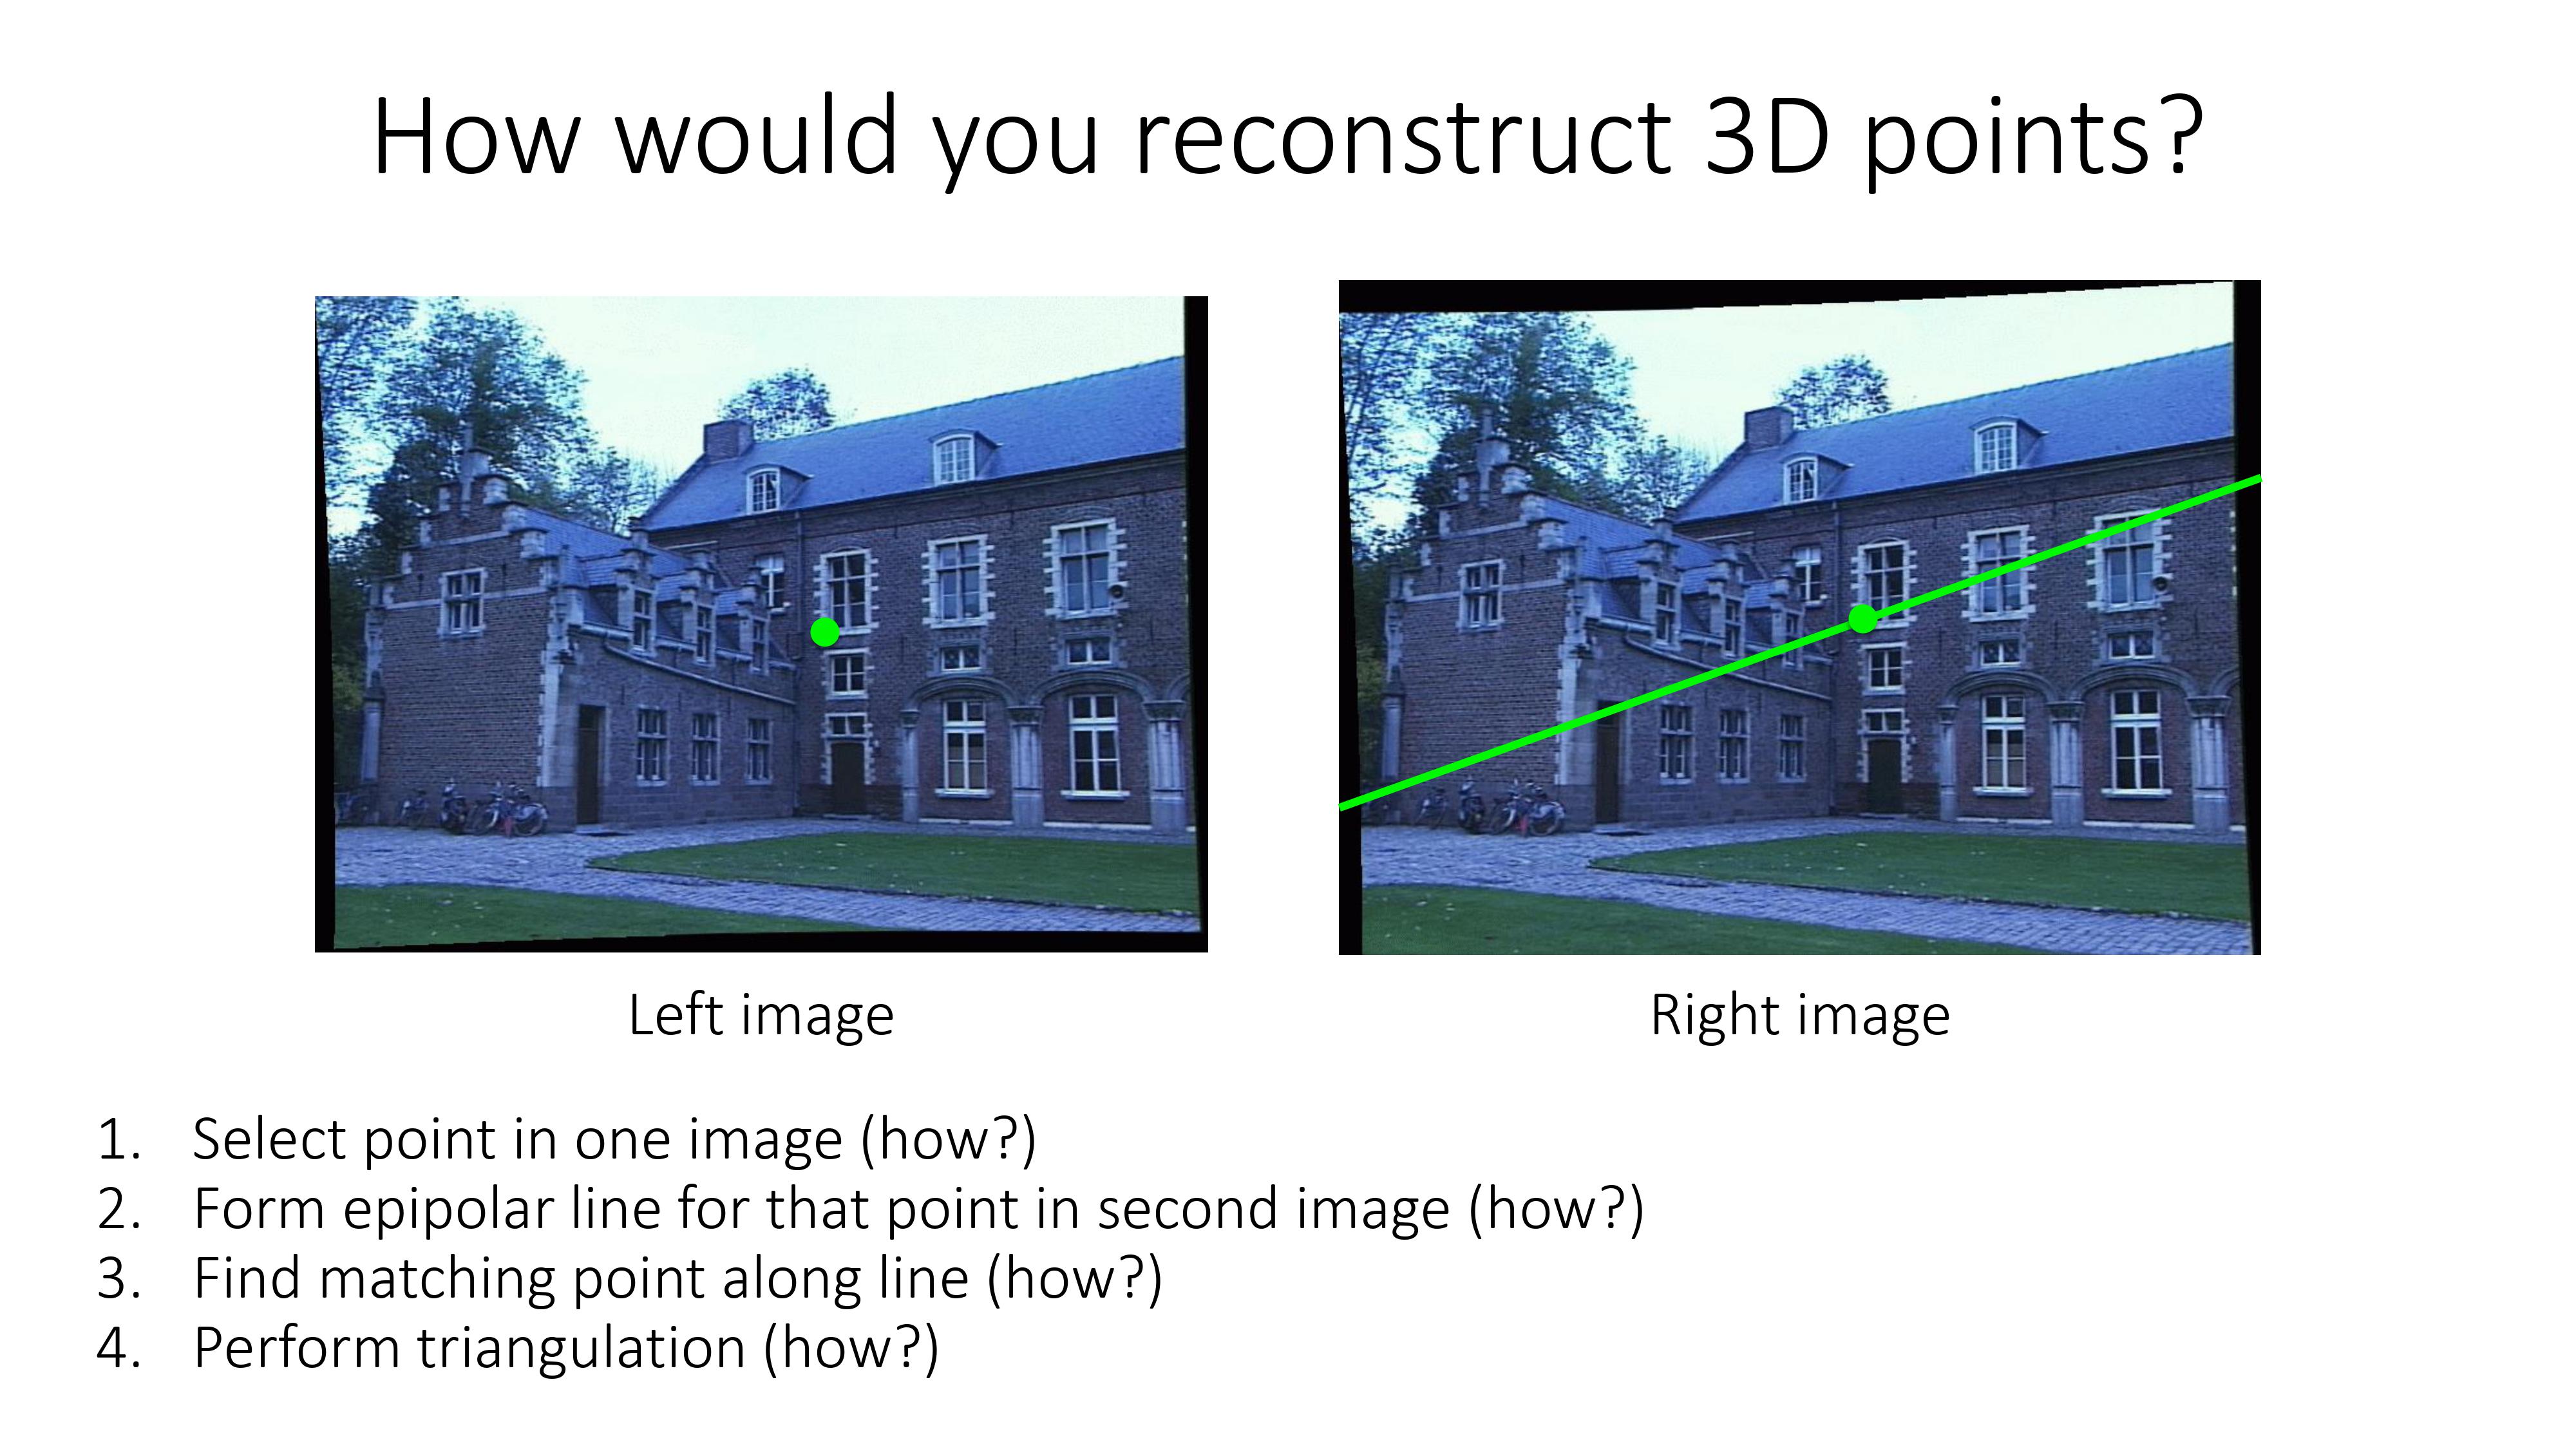 How would you reconstruct 3D points?
Left image
Right image
1. Select point in one image (how?)
2. Form epipolar line for that point in second image (how?)
3. Find matching point along line (how?)
4. Perform triangulation (how?)